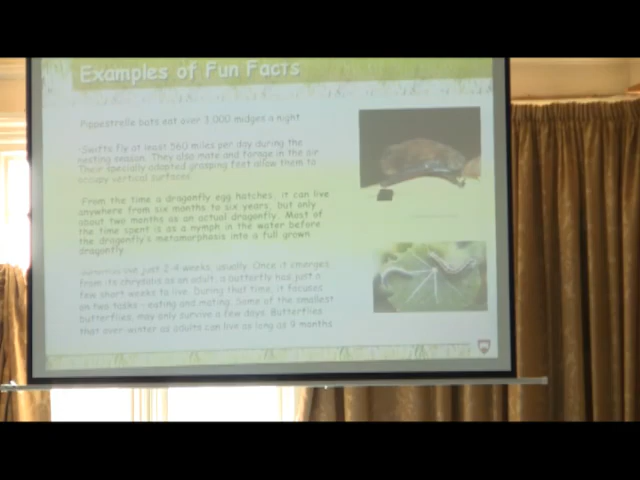 Examples of Fun Facts
Pipestrelle bats eat over 3,000 midges a night
Swifts fly at least 560 miles per day during the
nesting season. They also mate and forage in the air.
Their specially adapted grasping feet allow them to
occupy vertical surfaces.
From the time a dragonfly egg hatches, it can live
anywhere from six months to six years, but only
about two months as an actual dragonfly. Most of
the time spent is as a nymph in the water before
the dragonfly's metamorphosis into a full grown
dragonfly
just 2-4 weeks, usually. Once it emerges
from its chrysalis as an adult, a butterfly has just a
few short weeks to live. During that time, it focuses
on two tasks - eating and mating. Some of the smallest
butterflies, may only survive a few days. Butterflies
that over-winter as adults can live as long as 9 months